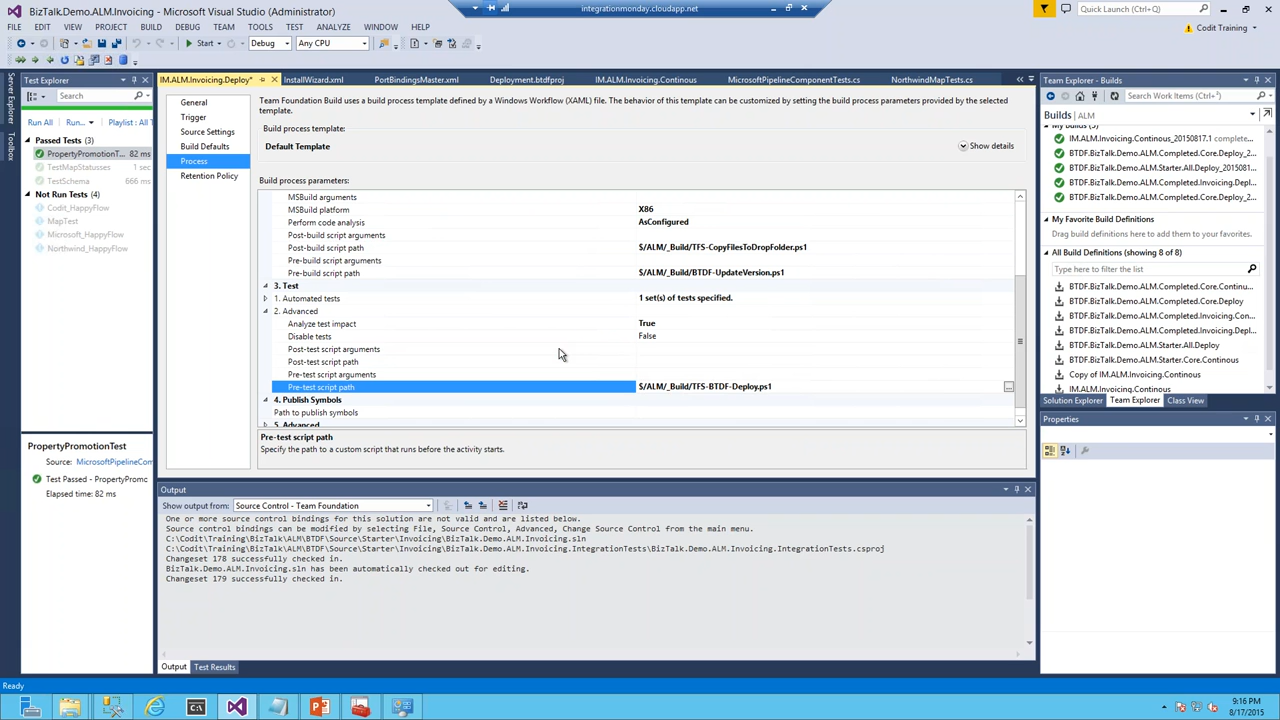 BizTalk.ALM.Invoicing - Microsoft Visual Studio (Administrator)
integrationmonday.cloudapp.net
Quick Launch (Ctrl+Q)
FILE EDIT VIEW PROJECT BUILD DEBUG TEAM TOOLS TEST ANALYZE WINDOW HELP
Codit Training
Start Debug Any CPU
Server Explorer
Toolbox
Test Explorer
Search
Run All Run... Playlist : All T
Passed Tests (3)
PropertyPromotionT... 82 ms
TestMapStatusses 1 sec
TestSchema 666 ms
Not Run Tests (4)
Codit_HappyFlow
MapTest
Microsoft_HappyFlow
Northwind_HappyFlow
PropertyPromotionTest
Source: MicrosoftPipelineCom
Test Passed - PropertyPromc
Elapsed time: 82 ms
IM.ALM.Invoicing.Deploy* InstallWizard.xml PortBindingsMaster.xml Deployment.btdfproj IM.ALM.Invoicing.Continous MicrosoftPipelineComponentTests.cs NorthwindMapTests.cs
General
Trigger
Source Settings
Build Defaults
Process
Retention Policy
Team Foundation Build uses a build process template defined by a Windows Workflow (XAML) file. The behavior of this template can be customized by setting the build process parameters provided by the selected
template.
Build process template:
Default Template
Show details
Build process parameters:
MSBuild arguments
MSBuild platform X86
Perform code analysis AsConfigured
Post-build script arguments
Post-build script path $/ALM/_Build/TFS-CopyFilesToDropFolder.ps1
Pre-build script arguments
Pre-build script path $/ALM/_Build/BTDF-UpdateVersion.ps1
3. Test
1. Automated tests 1 set(s) of tests specified.
2. Advanced
Analyze test impact True
Disable tests False
Post-test script arguments
Post-test script path
Pre-test script arguments
Pre-test script path $/ALM/_Build/TFS-BTDF-Deploy.ps1 ...
4. Publish Symbols
Path to publish symbols
5. Advanced
Pre-test script path
Specify the path to a custom script that runs before the activity starts.
Output
Show output from: Source Control - Team Foundation
One or more source control bindings for this solution are not valid and are listed below.
Source control bindings can be modified by selecting File, Source Control, Advanced, Change Source Control from the main menu.
C:\Codit\Training\BizTalk\ALM\BTDF\Source\Starter\Invoicing\BizTalk.Demo.ALM.Invoicing.sln
C:\Codit\Training\BizTalk\ALM\BTDF\Source\Starter\Invoicing\BizTalk.Demo.ALM.Invoicing.IntegrationTests\BizTalk.Demo.ALM.Invoicing.IntegrationTests.csproj
Changeset 178 successfully checked in.
BizTalk.Demo.ALM.Invoicing.sln has been automatically checked out for editing.
Changeset 179 successfully checked in.
Output Test Results
Team Explorer - Builds
Search Work Items (Ctrl+')
Builds | ALM
My Builds (5)
IM.ALM.Invoicing.Continous_20150817.1 complete...
BTDF.BizTalk.Demo.ALM.Completed.Core.Deploy_2...
BTDF.BizTalk.Demo.ALM.Starter.All.Deploy_201508...
BTDF.BizTalk.Demo.ALM.Completed.Invoicing.Dep...
BTDF.BizTalk.Demo.ALM.Completed.Core.Deploy_2...
My Favorite Build Definitions
Drag build definitions here to add them to your favorites.
All Build Definitions (showing 8 of 8)
Type here to filter the list
BTDF.BizTalk.Demo.ALM.Completed.Core.Continu...
BTDF.BizTalk.Demo.ALM.Completed.Core.Deploy
BTDF.BizTalk.Demo.ALM.Completed.Invoicing.Con...
BTDF.BizTalk.Demo.ALM.Completed.Invoicing.Depl...
BTDF.BizTalk.Demo.ALM.Starter.All.Deploy
BTDF.BizTalk.Demo.ALM.Starter.Core.Continous
Copy of IM.ALM.Invoicing.Continous
IM.ALM.Invoicing.Continous
Solution Explorer Team Explorer Class View
Properties
Ready
9:16 PM
8/17/2015